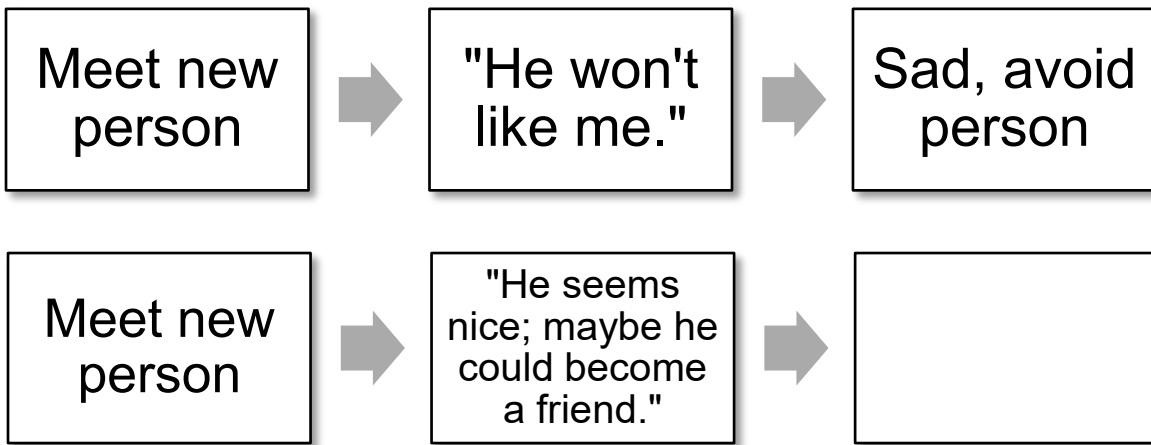 Meet new
person
"He won't
like me."
Sad, avoid
person
Meet new
person
"He seems
nice; maybe he
could become
a friend."